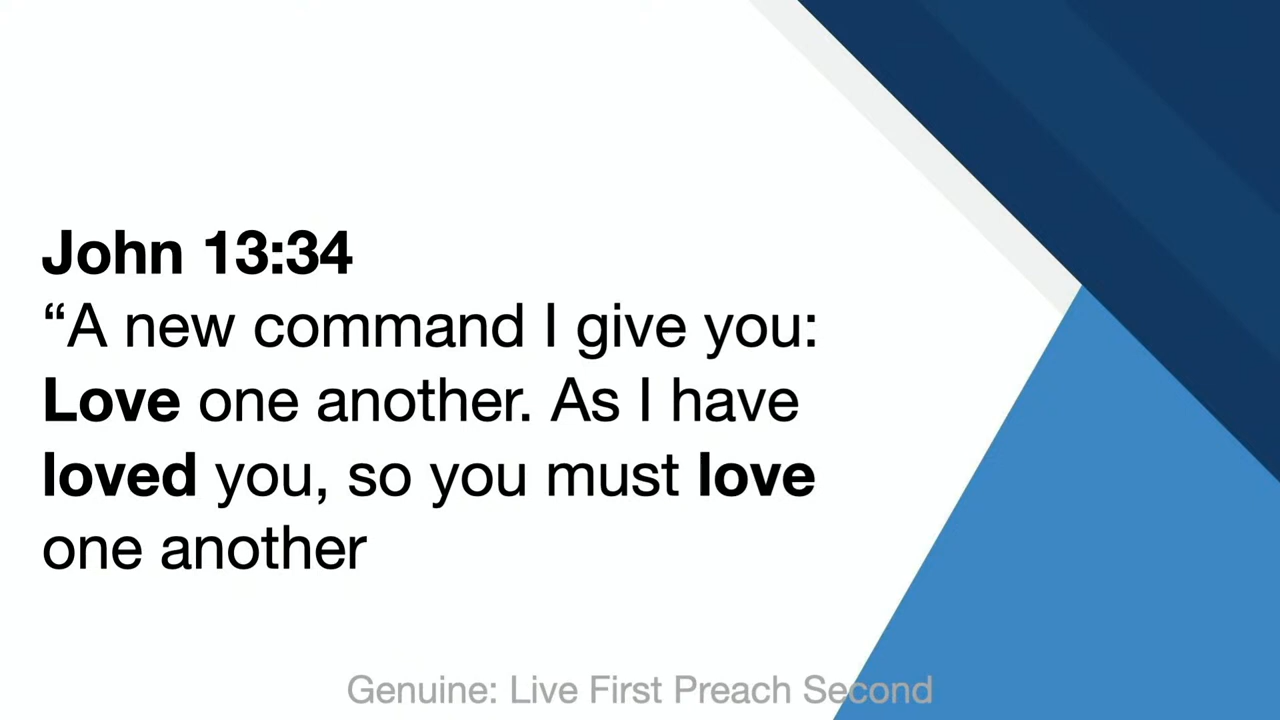 John 13:34
“A new command I give you:
Love one another. As I have
loved you, so you must love
one another
Genuine: Live First Preach Second